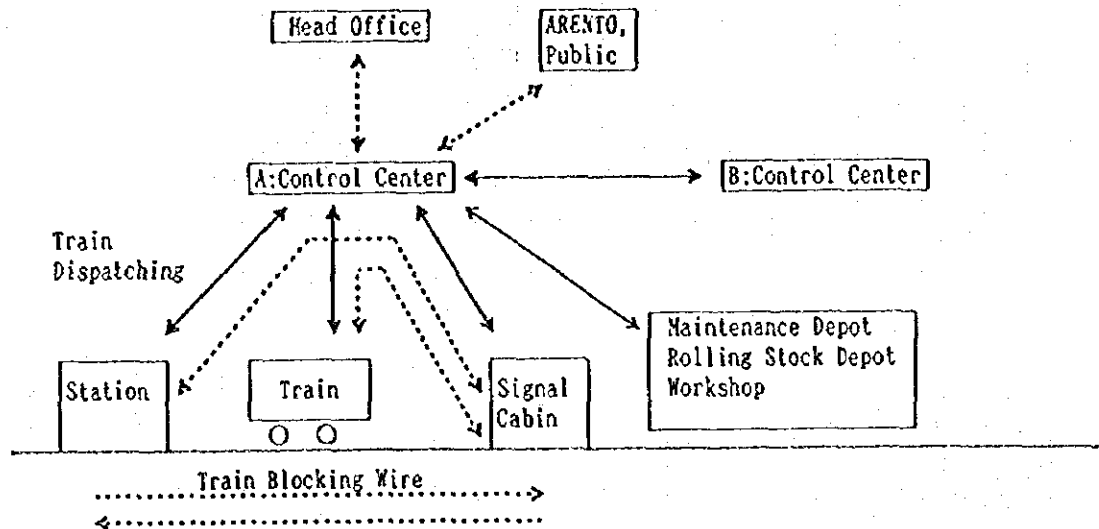 Head Office
ARENTO,
Public
A:Control Center
B:Control Center
Train
Dispatching
Maintenance Depot
Rolling Stock Depot
Workshop
Station
Train
Signal
Cabin
Train Blocking Wire